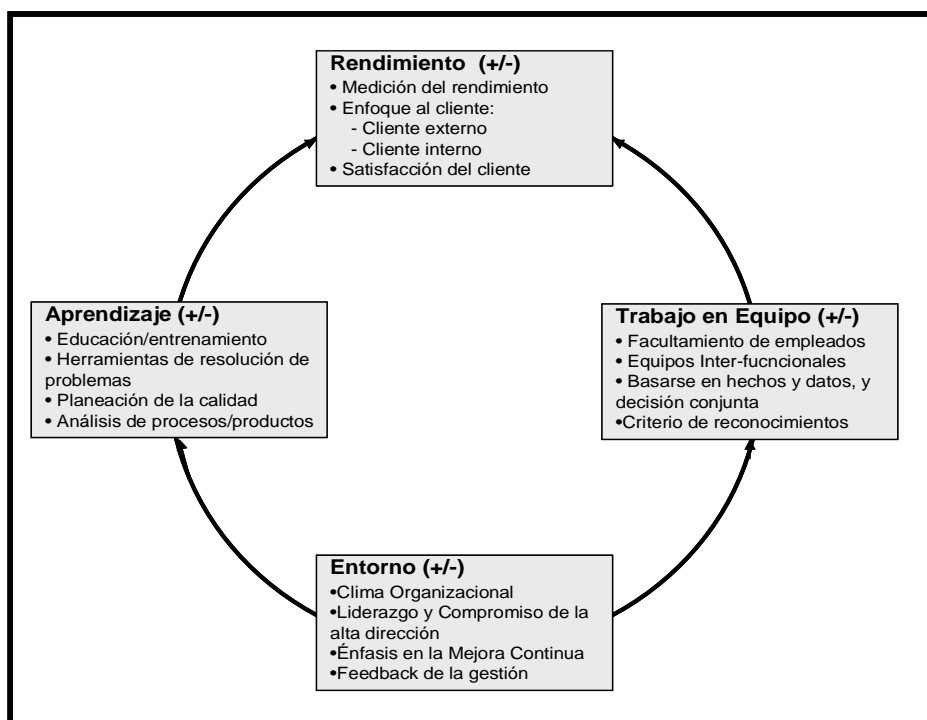 Rendimiento (+/-)
• Medición del rendimiento
• Enfoque al cliente:
- Cliente externo
- Cliente interno
• Satisfacción del cliente
Aprendizaje (+/-)
• Educación/entrenamiento
• Herramientas de resolución de
problemas
• Planeación de la calidad
• Análisis de procesos/productos
Trabajo en Equipo (+/-)
• Facultamiento de empleados
• Equipos Inter-fucncionales
• Basarse en hechos y datos, y
decisión conjunta
•Criterio de reconocimientos
Entorno (+/-)
•Clima Organizacional
•Liderazgo y Compromiso de la
alta dirección
•Énfasis en la Mejora Continua
•Feedback de la gestión